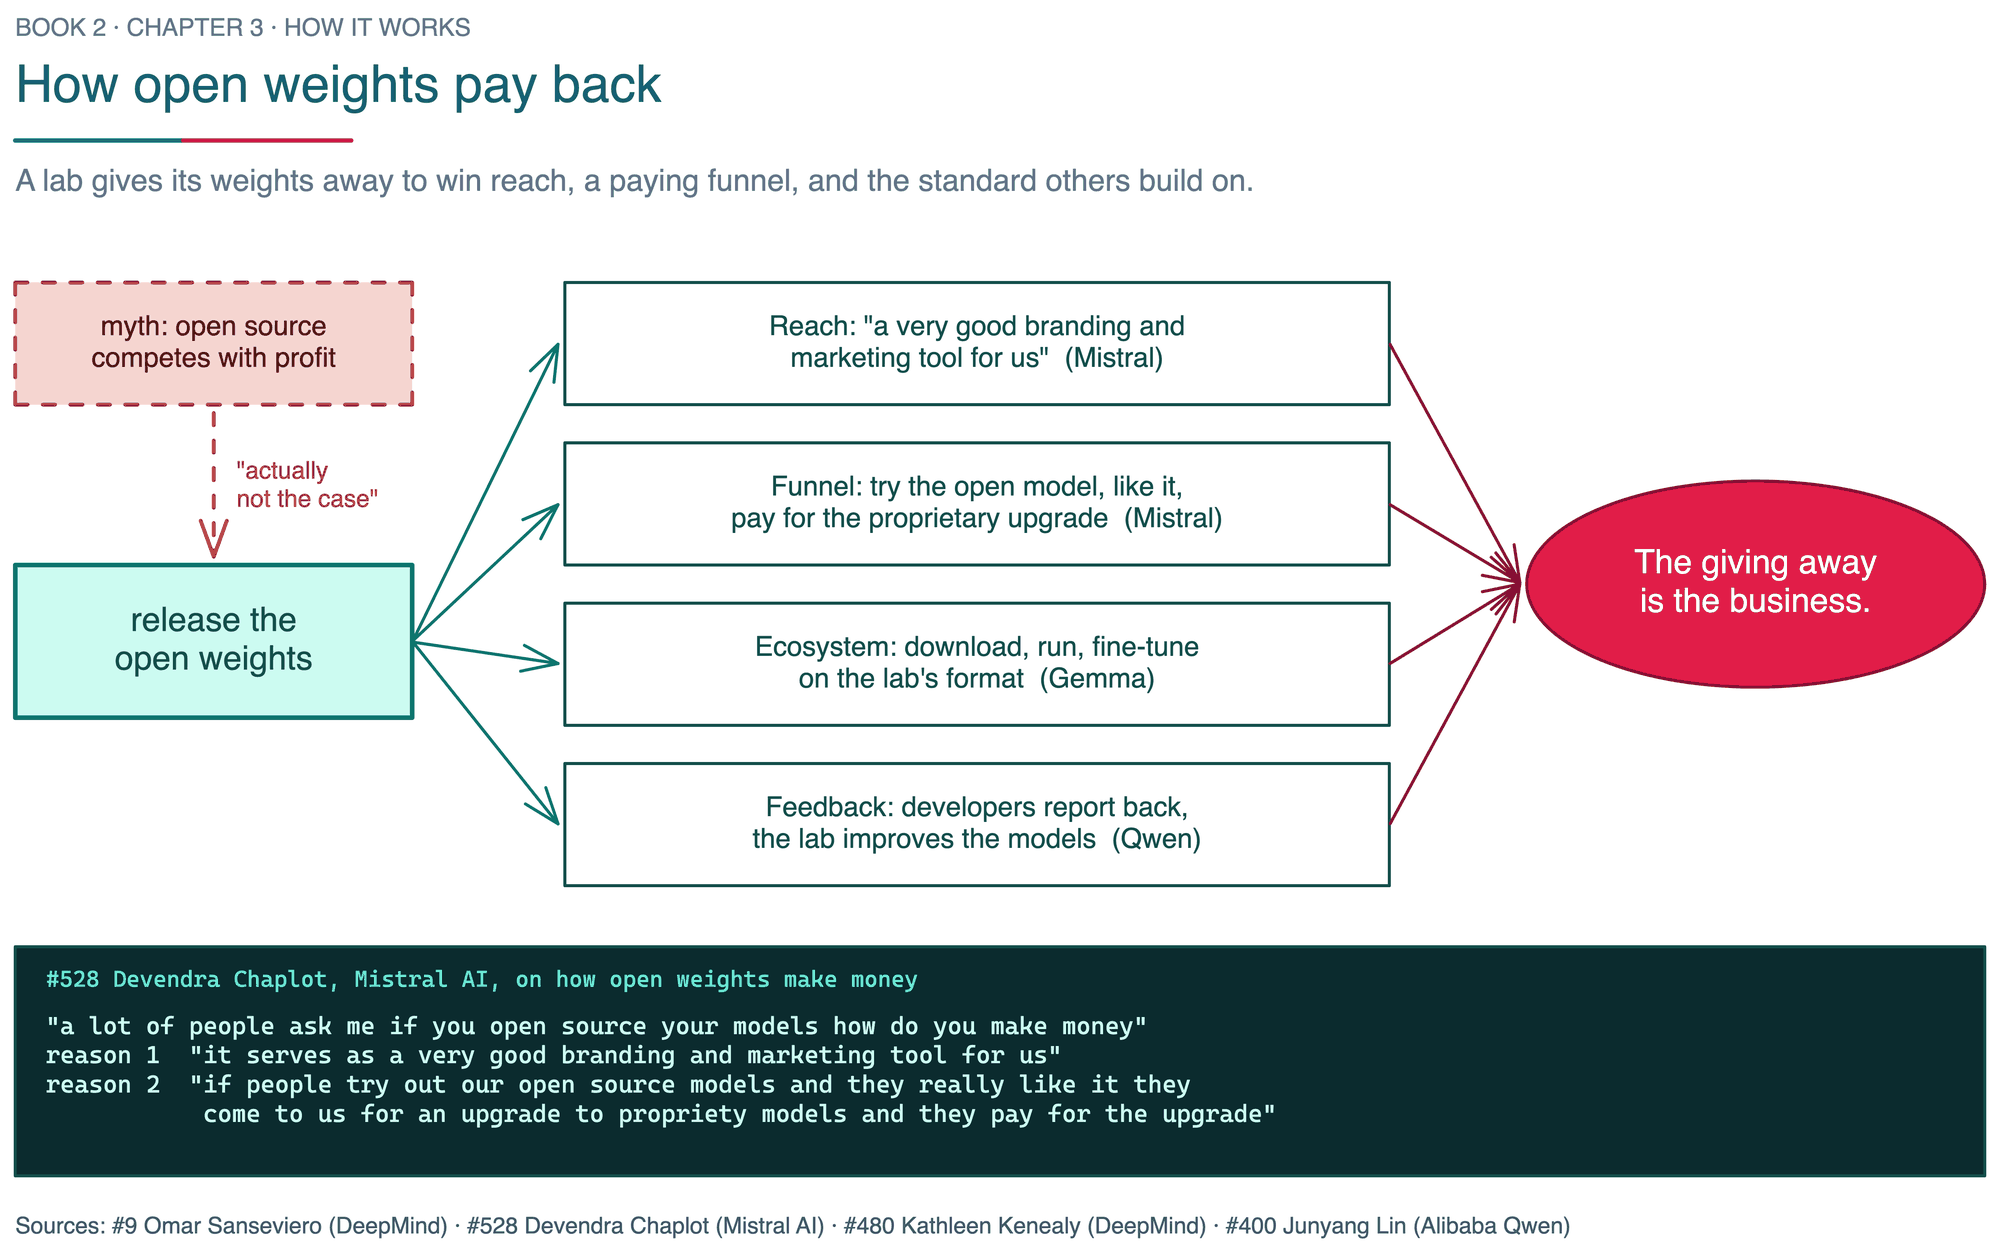 BOOK 2 · CHAPTER 3 · HOW IT WORKS
How open weights pay back
A lab gives its weights away to win reach, a paying funnel, and the standard others build on.
myth: open source
competes with profit
"actually
not the case"
release the
open weights
Reach: "a very good branding and
marketing tool for us"  (Mistral)
Funnel: try the open model, like it,
pay for the proprietary upgrade  (Mistral)
Ecosystem: download, run, fine-tune
on the lab's format  (Gemma)
Feedback: developers report back,
the lab improves the models  (Qwen)
The giving away
is the business.
#528 Devendra Chaplot, Mistral AI, on how open weights make money
"a lot of people ask me if you open source your models how do you make money"
reason 1  "it serves as a very good branding and marketing tool for us"
reason 2  "if people try out our open source models and they really like it they
come to us for an upgrade to propriety models and they pay for the upgrade"
Sources: #9 Omar Sanseviero (DeepMind) · #528 Devendra Chaplot (Mistral AI) · #480 Kathleen Kenealy (DeepMind) · #400 Junyang Lin (Alibaba Qwen)